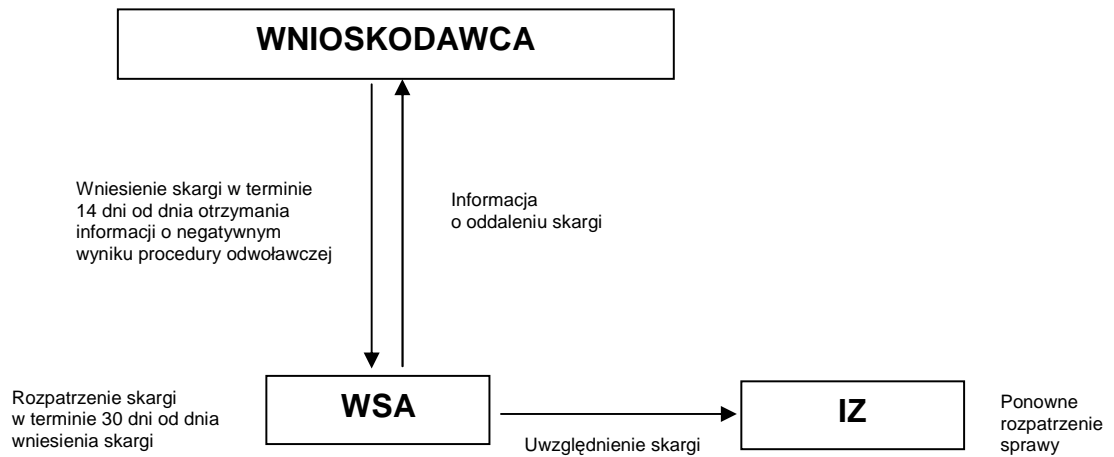 WNIOSKODAWCA
Wniesienie skargi w terminie
14 dni od dnia otrzymania
informacji o negatywnym
wyniku procedury odwoławczej
Informacja
o oddaleniu skargi
Rozpatrzenie skargi
w terminie 30 dni od dnia
wniesienia skargi
WSA
Uwzględnienie skargi
IZ
Ponowne
rozpatrzenie
sprawy